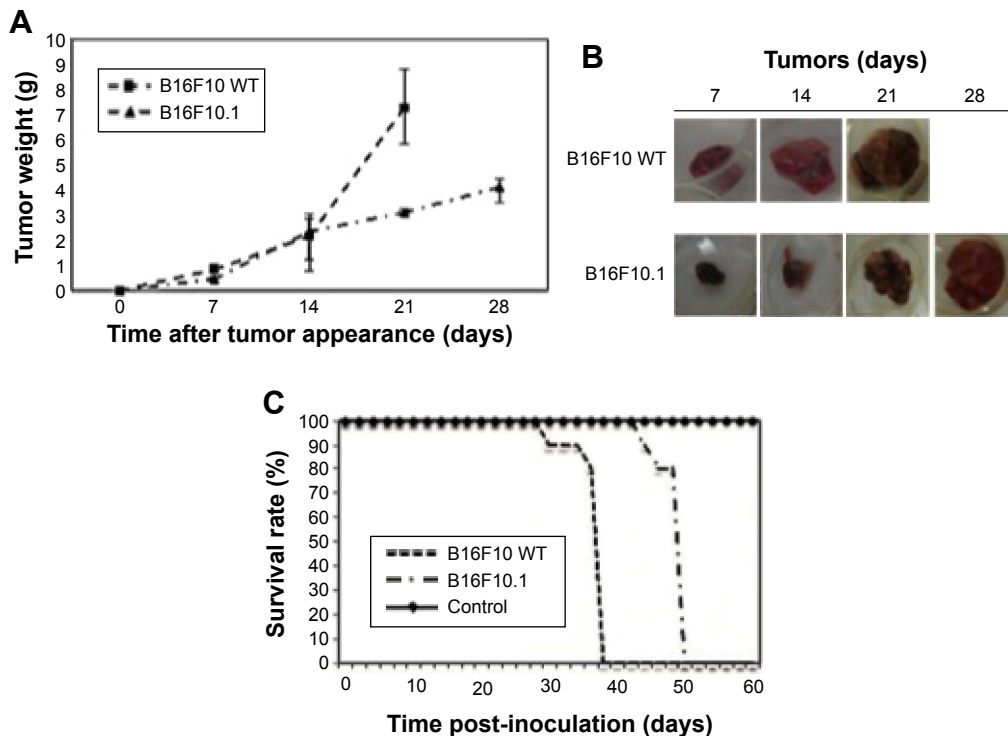 A
Tumor weight (g)
10
9
8
7
6
5
4
3
2
1
0
B16F10 WT
B16F10.1
0 7 14 21 28
Time after tumor appearance (days)
B
Tumors (days)
7 14 21 28
B16F10 WT
B16F10.1
C
Survival rate (%)
100
90
80
70
60
50
40
30
20
10
0
B16F10 WT
B16F10.1
Control
0 10 20 30 40 50 60
Time post-inoculation (days)